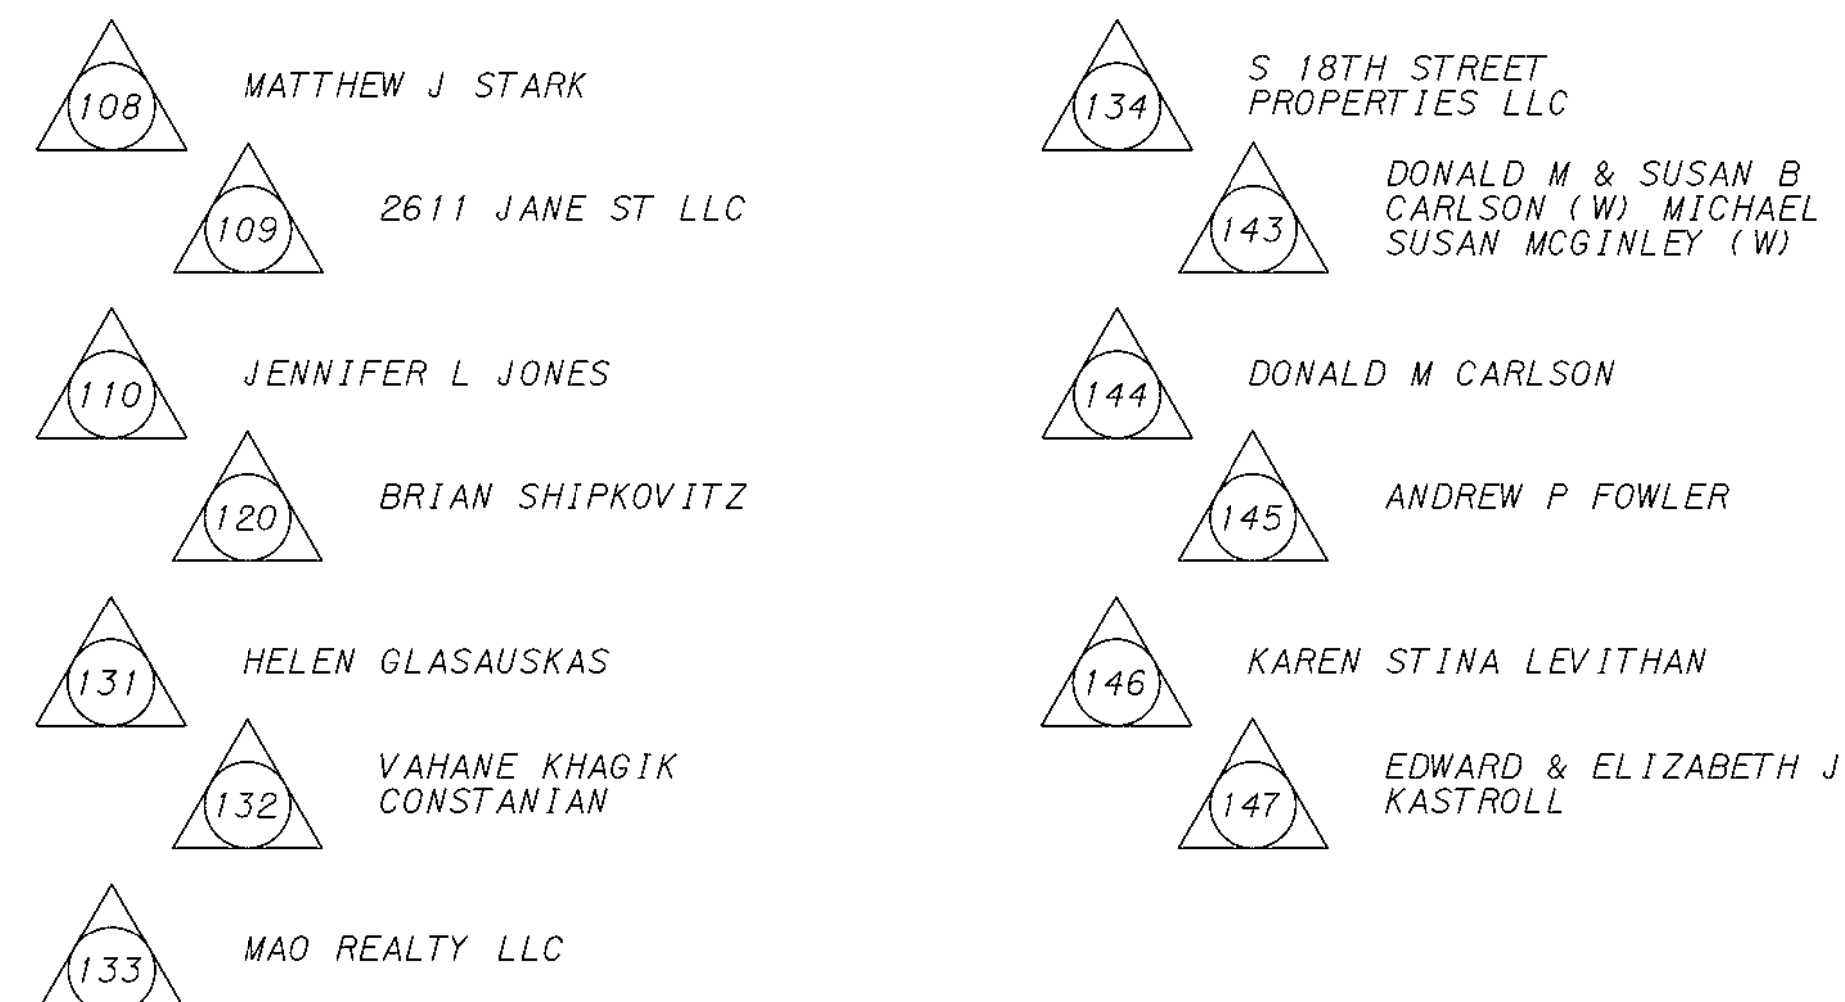 108
MATTHEW J STARK
109
2611 JANE ST LLC
110
JENNIFER L JONES
120
BRIAN SHIPKOVITZ
131
HELEN GLASAUSKAS
132
VAHANE KHAGIK
CONSTANIAN
133
MAO REALTY LLC
134
S 18TH STREET
PROPERTIES LLC
143
DONALD M & SUSAN B
CARLSON (W) MICHAEL
SUSAN MCGINLEY (W)
144
DONALD M CARLSON
145
ANDREW P FOWLER
146
KAREN STINA LEVITHAN
147
EDWARD & ELIZABETH J
KASTROLL